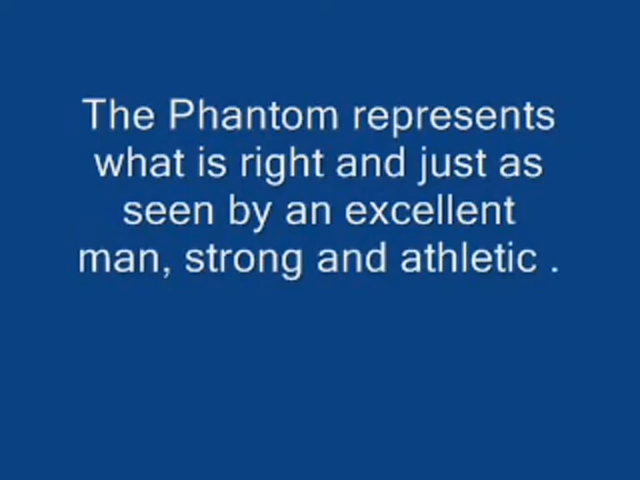 The Phantom represents
what is right and just as
seen by an excellent
man, strong and athletic .